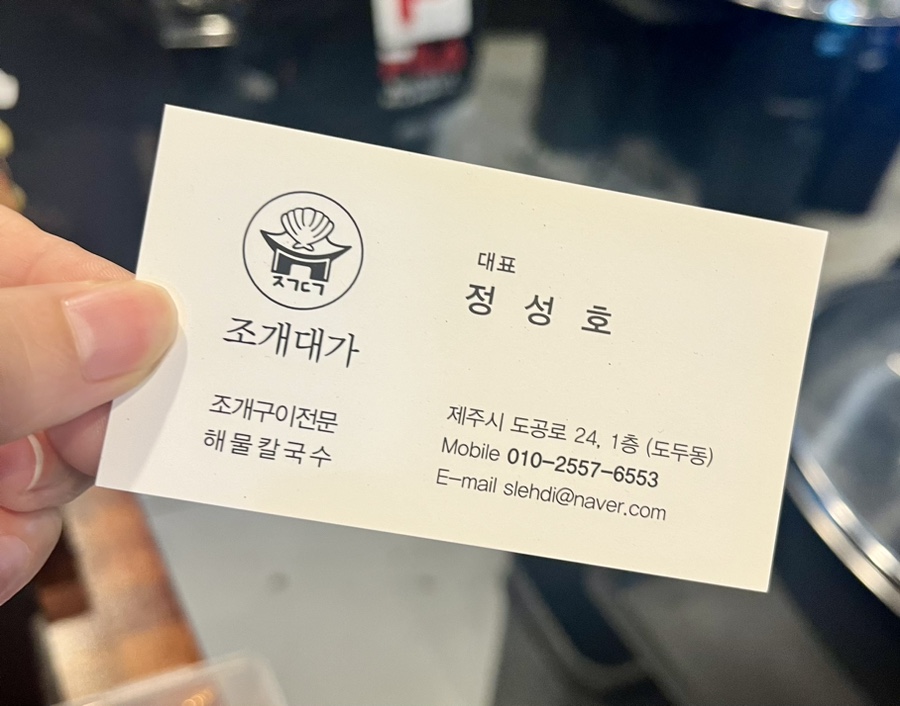 ㅈㄱㄷㄱ
조개대가
조개구이전문
해물칼국수
대표
정 성 호
제주시 도공로 24, 1층 (도두동)
Mobile 010-2557-6553
E-mail slehdi@naver.com